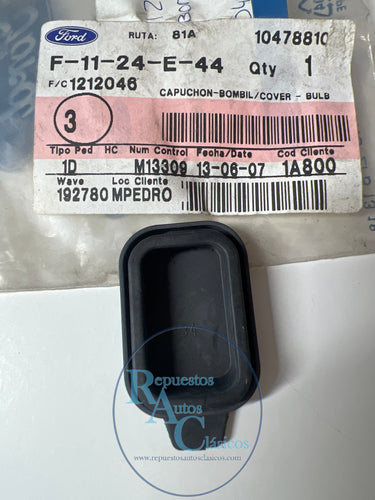 Ford RUTA: 81A 10478810
F-11-24-E-44 Qty 1
F/C 1212046 CAPUCHON-BOMBIL/COVER - BULB
3
Tipo Ped HC Num Control Fecha/Date Cod Cliente
1D M13309 13-06-07 1A800
Wave Loc Cliente
192780 MPEDRO
Repuestos
Autos
Clásicos
www.repuestosautosclasicos.com